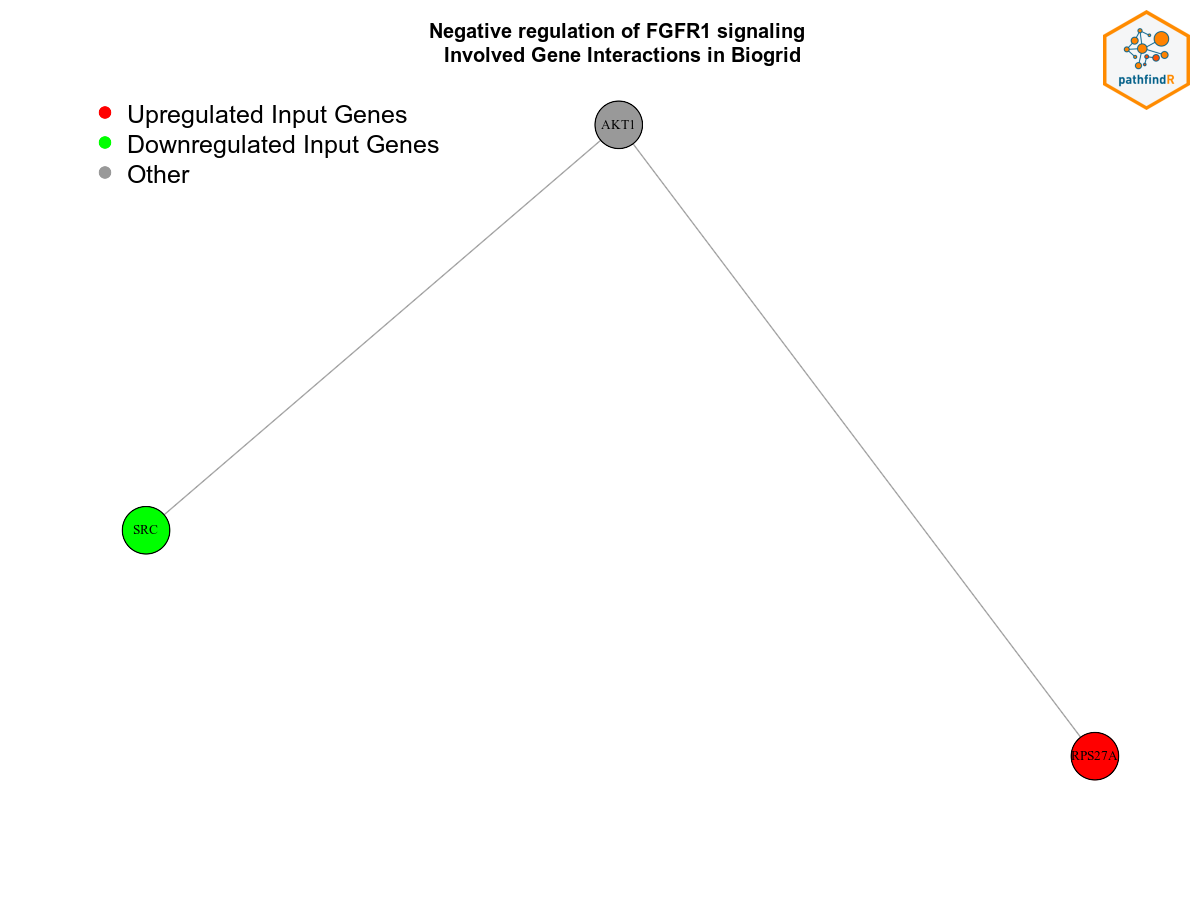 Negative regulation of FGFR1 signaling
Involved Gene Interactions in Biogrid
pathfindR
Upregulated Input Genes
Downregulated Input Genes
Other
AKT1
SRC
RPS27A